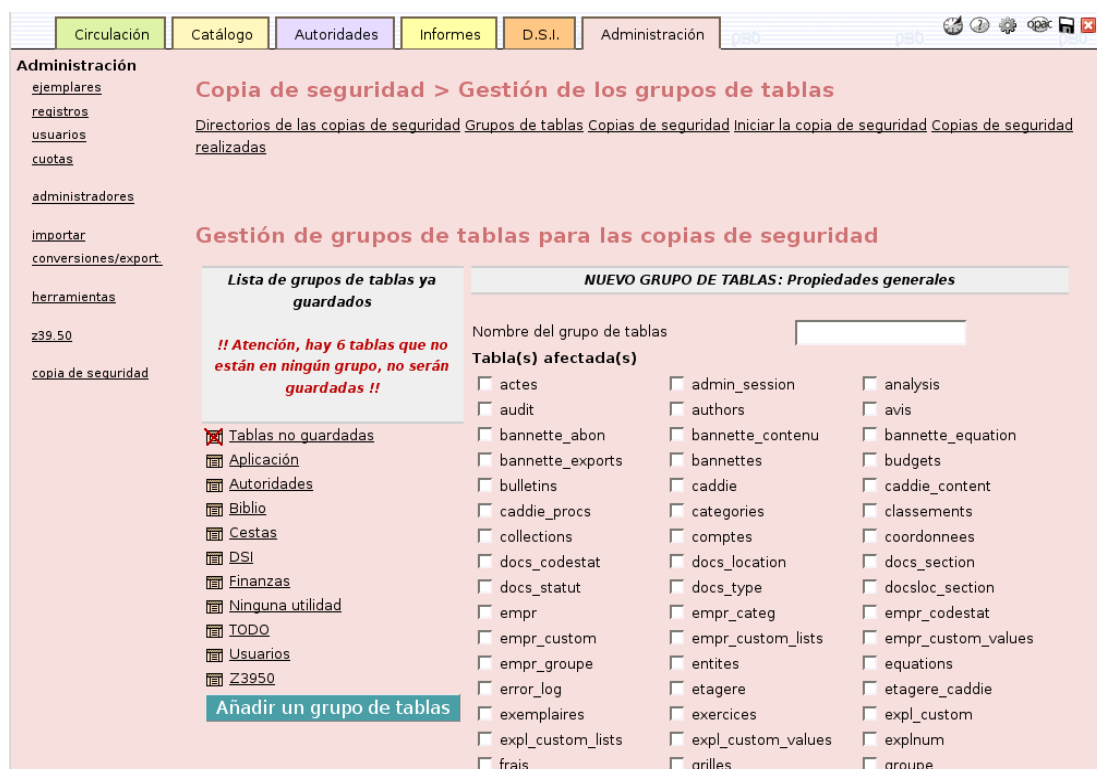 Circulación
Catálogo
Autoridades
Informes
D.S.I.
Administración
opac
pmb
pmb
pmb
Administración
ejemplares
registros
usuarios
cuotas
administradores
importar
conversiones/export.
herramientas
z39.50
copia de seguridad
Copia de seguridad > Gestión de los grupos de tablas
Directorios de las copias de seguridad Grupos de tablas Copias de seguridad Iniciar la copia de seguridad Copias de seguridad
realizadas
Gestión de grupos de tablas para las copias de seguridad
Lista de grupos de tablas ya
guardados
!! Atención, hay 6 tablas que no
están en ningún grupo, no serán
guardadas !!
Tablas no guardadas
Aplicación
Autoridades
Biblio
Cestas
DSI
Finanzas
Ninguna utilidad
TODO
Usuarios
Z3950
Añadir un grupo de tablas
NUEVO GRUPO DE TABLAS: Propiedades generales
Nombre del grupo de tablas
Tabla(s) afectada(s)
actes admin_session analysis
audit authors avis
bannette_abon bannette_contenu bannette_equation
bannette_exports bannettes budgets
bulletins caddie caddie_content
caddie_procs categories classements
collections comptes coordonnees
docs_codestat docs_location docs_section
docs_statut docs_type docsloc_section
empr empr_categ empr_codestat
empr_custom empr_custom_lists empr_custom_values
empr_groupe entites equations
error_log etagere etagere_caddie
exemplaires exercices expl_custom
expl_custom_lists expl_custom_values explnum
frais grilles groupe